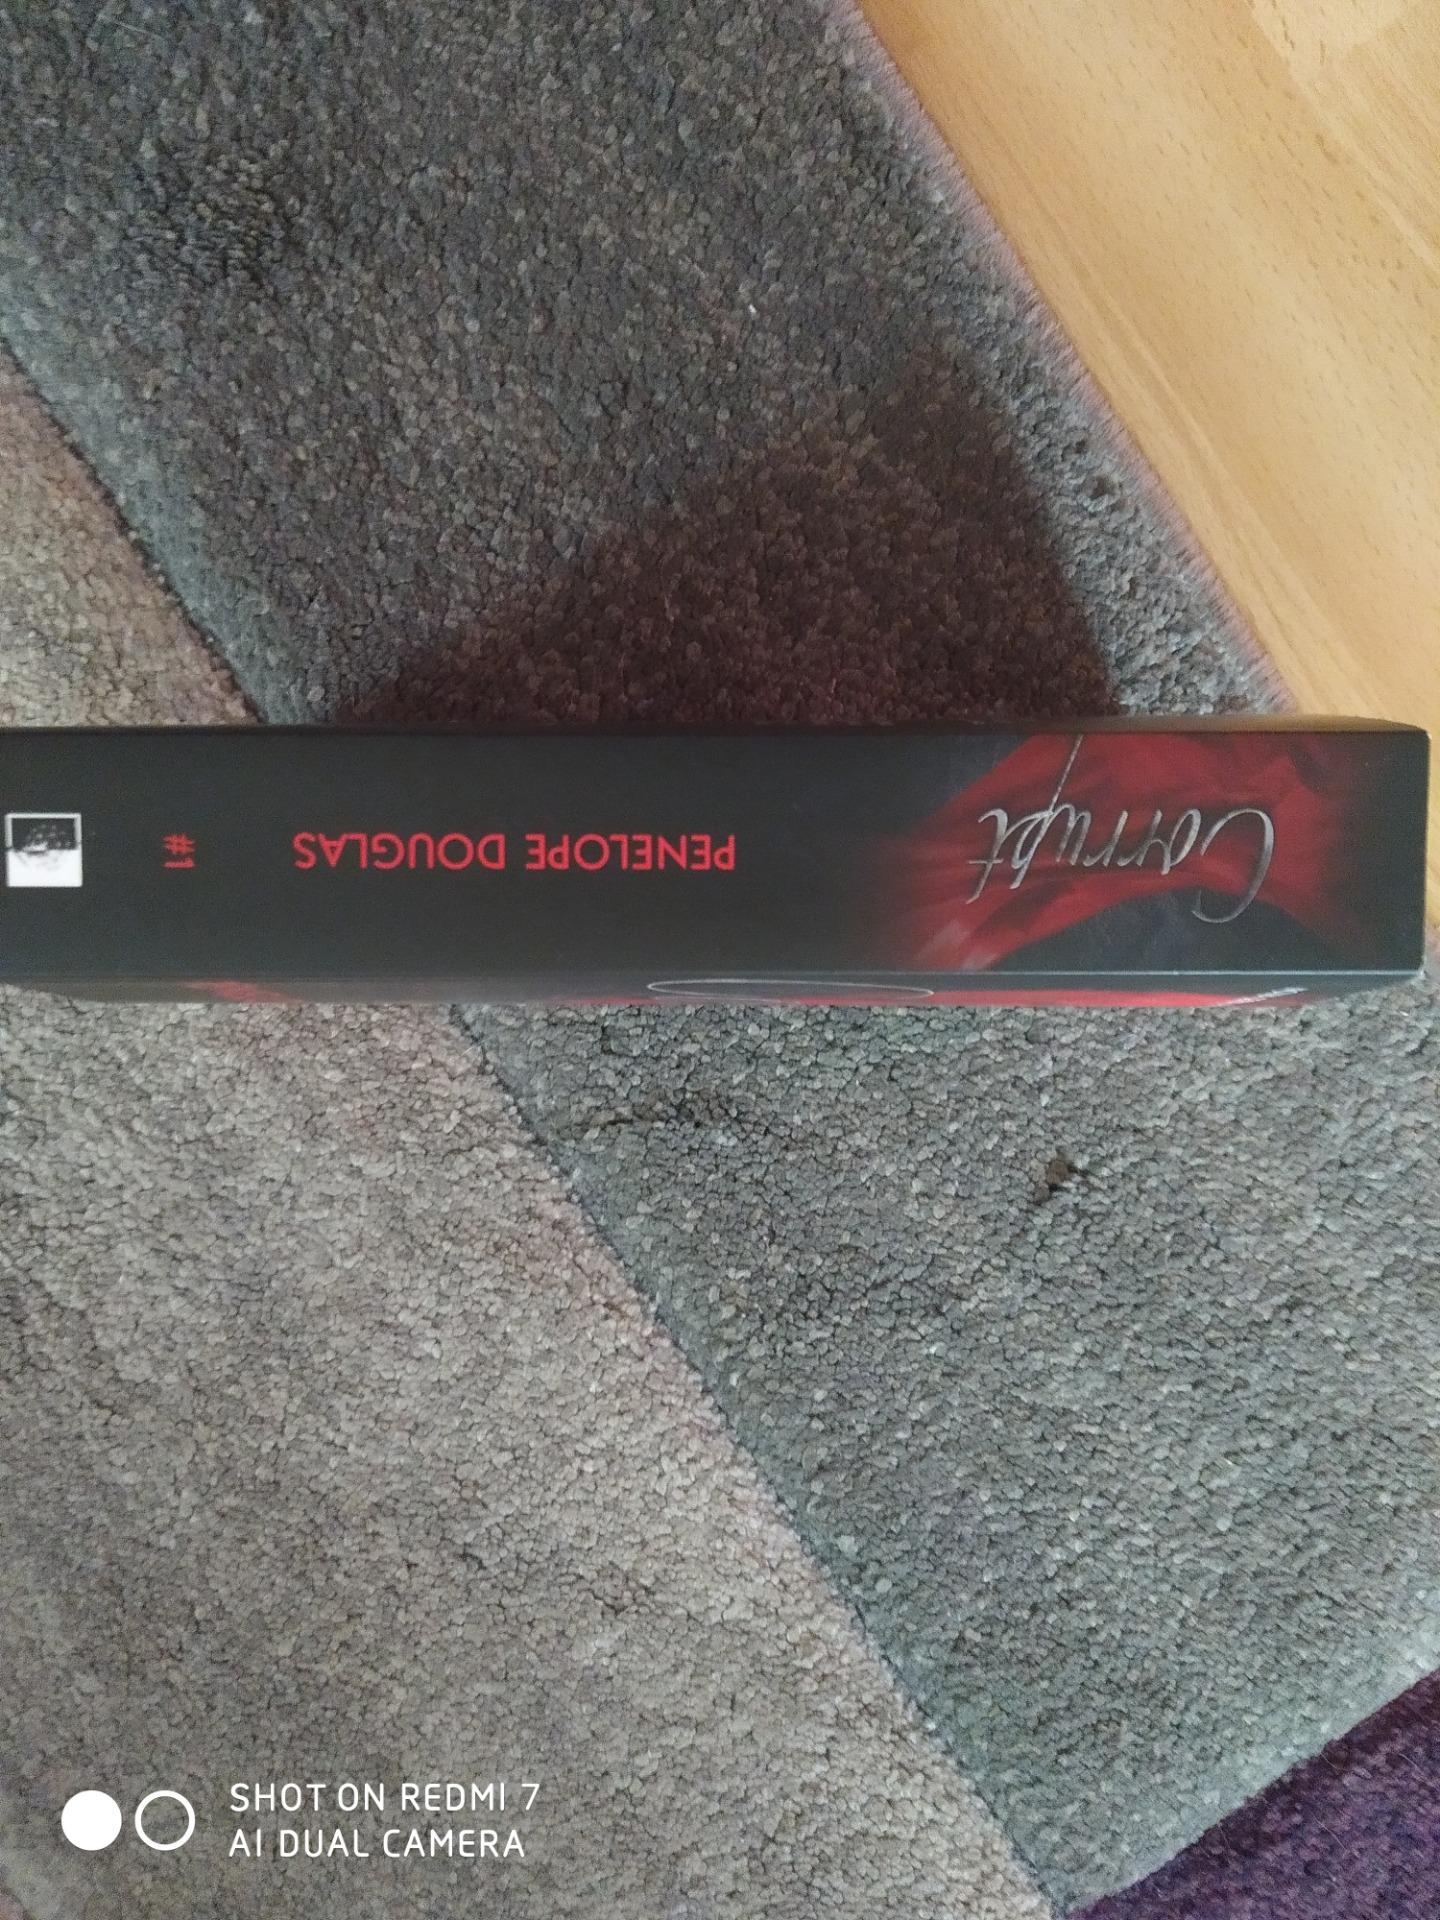 Corrupt
PENELOPE DOUGLAS
#1
SHOT ON REDMI 7
AI DUAL CAMERA